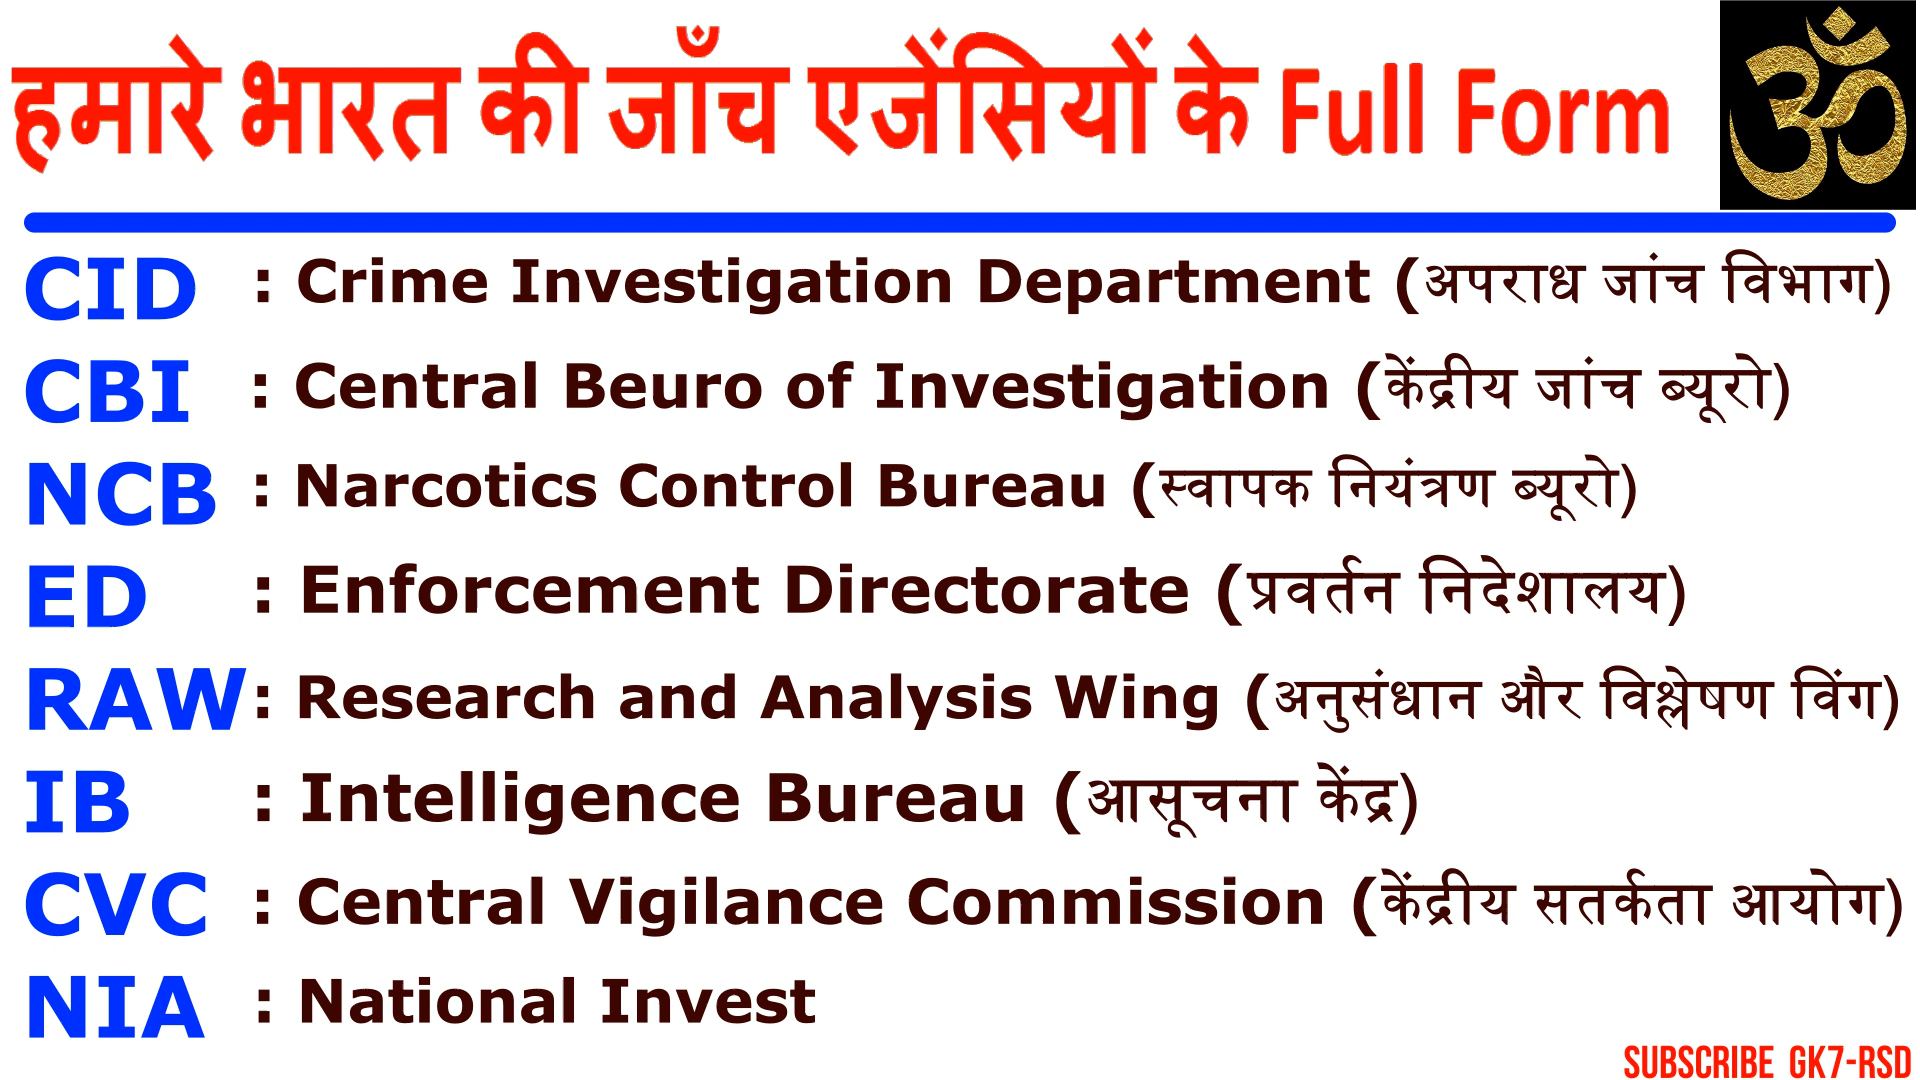 हमारे भारत की जाँच एजेंसियों के Full Form
ॐ
CID : Crime Investigation Department (अपराध जांच विभाग)
CBI : Central Beuro of Investigation (केंद्रीय जांच ब्यूरो)
NCB : Narcotics Control Bureau (स्वापक नियंत्रण ब्यूरो)
ED : Enforcement Directorate (प्रवर्तन निदेशालय)
RAW : Research and Analysis Wing (अनुसंधान और विश्लेषण विंग)
IB : Intelligence Bureau (आसूचना केंद्र)
CVC : Central Vigilance Commission (केंद्रीय सतर्कता आयोग)
NIA : National Invest
SUBSCRIBE GK7-RSD